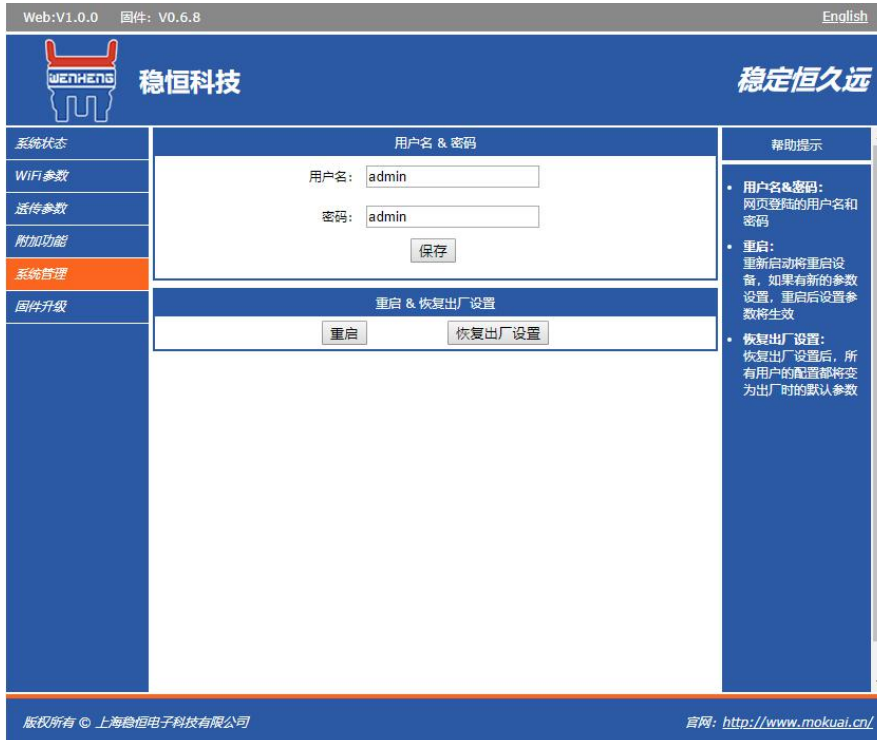 Web:V1.0.0 固件: V0.6.8
English
WENHENG
稳恒科技
稳定恒久远
系统状态
WiFi参数
透传参数
附加功能
系统管理
固件升级
用户名 & 密码
用户名: admin
密码: admin
保存
重启 & 恢复出厂设置
重启 恢复出厂设置
帮助提示
• 用户名&密码:
网页登陆的用户名和
密码
• 重启:
重新启动将重启设
备，如果有新的参数
设置，重启后设置参
数将生效
• 恢复出厂设置:
恢复出厂设置后，所
有用户的配置都将变
为出厂时的默认参数
版权所有 © 上海稳恒电子科技有限公司
官网: http://www.mokuai.cn/